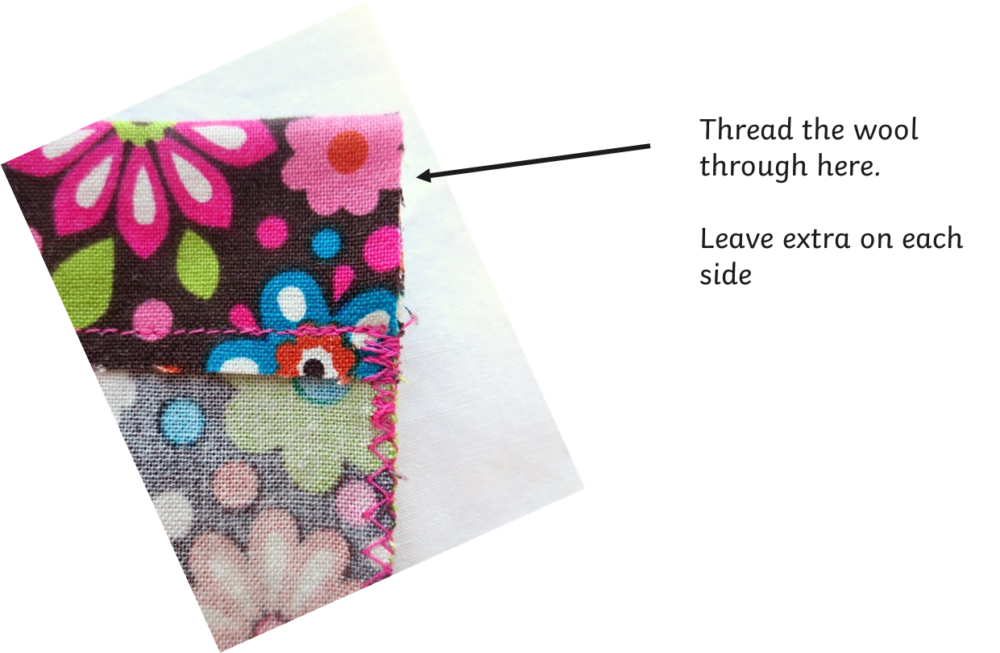 Thread the wool
through here.
Leave extra on each
side